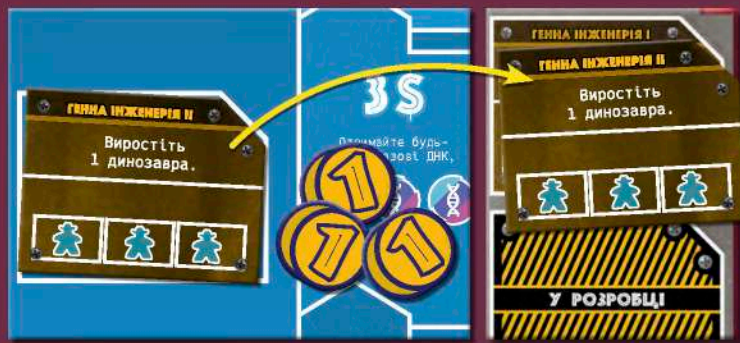 ГЕННА ІНЖЕНЕРІЯ II
Виростіть
1 динозавра.
3 $
Отримайте будь-
ДНК,
1
1
1
ГЕННА ІНЖЕНЕРІЯ I
ГЕННА ІНЖЕНЕРІЯ II
Виростіть
1 динозавра.
У РОЗРОБЦІ